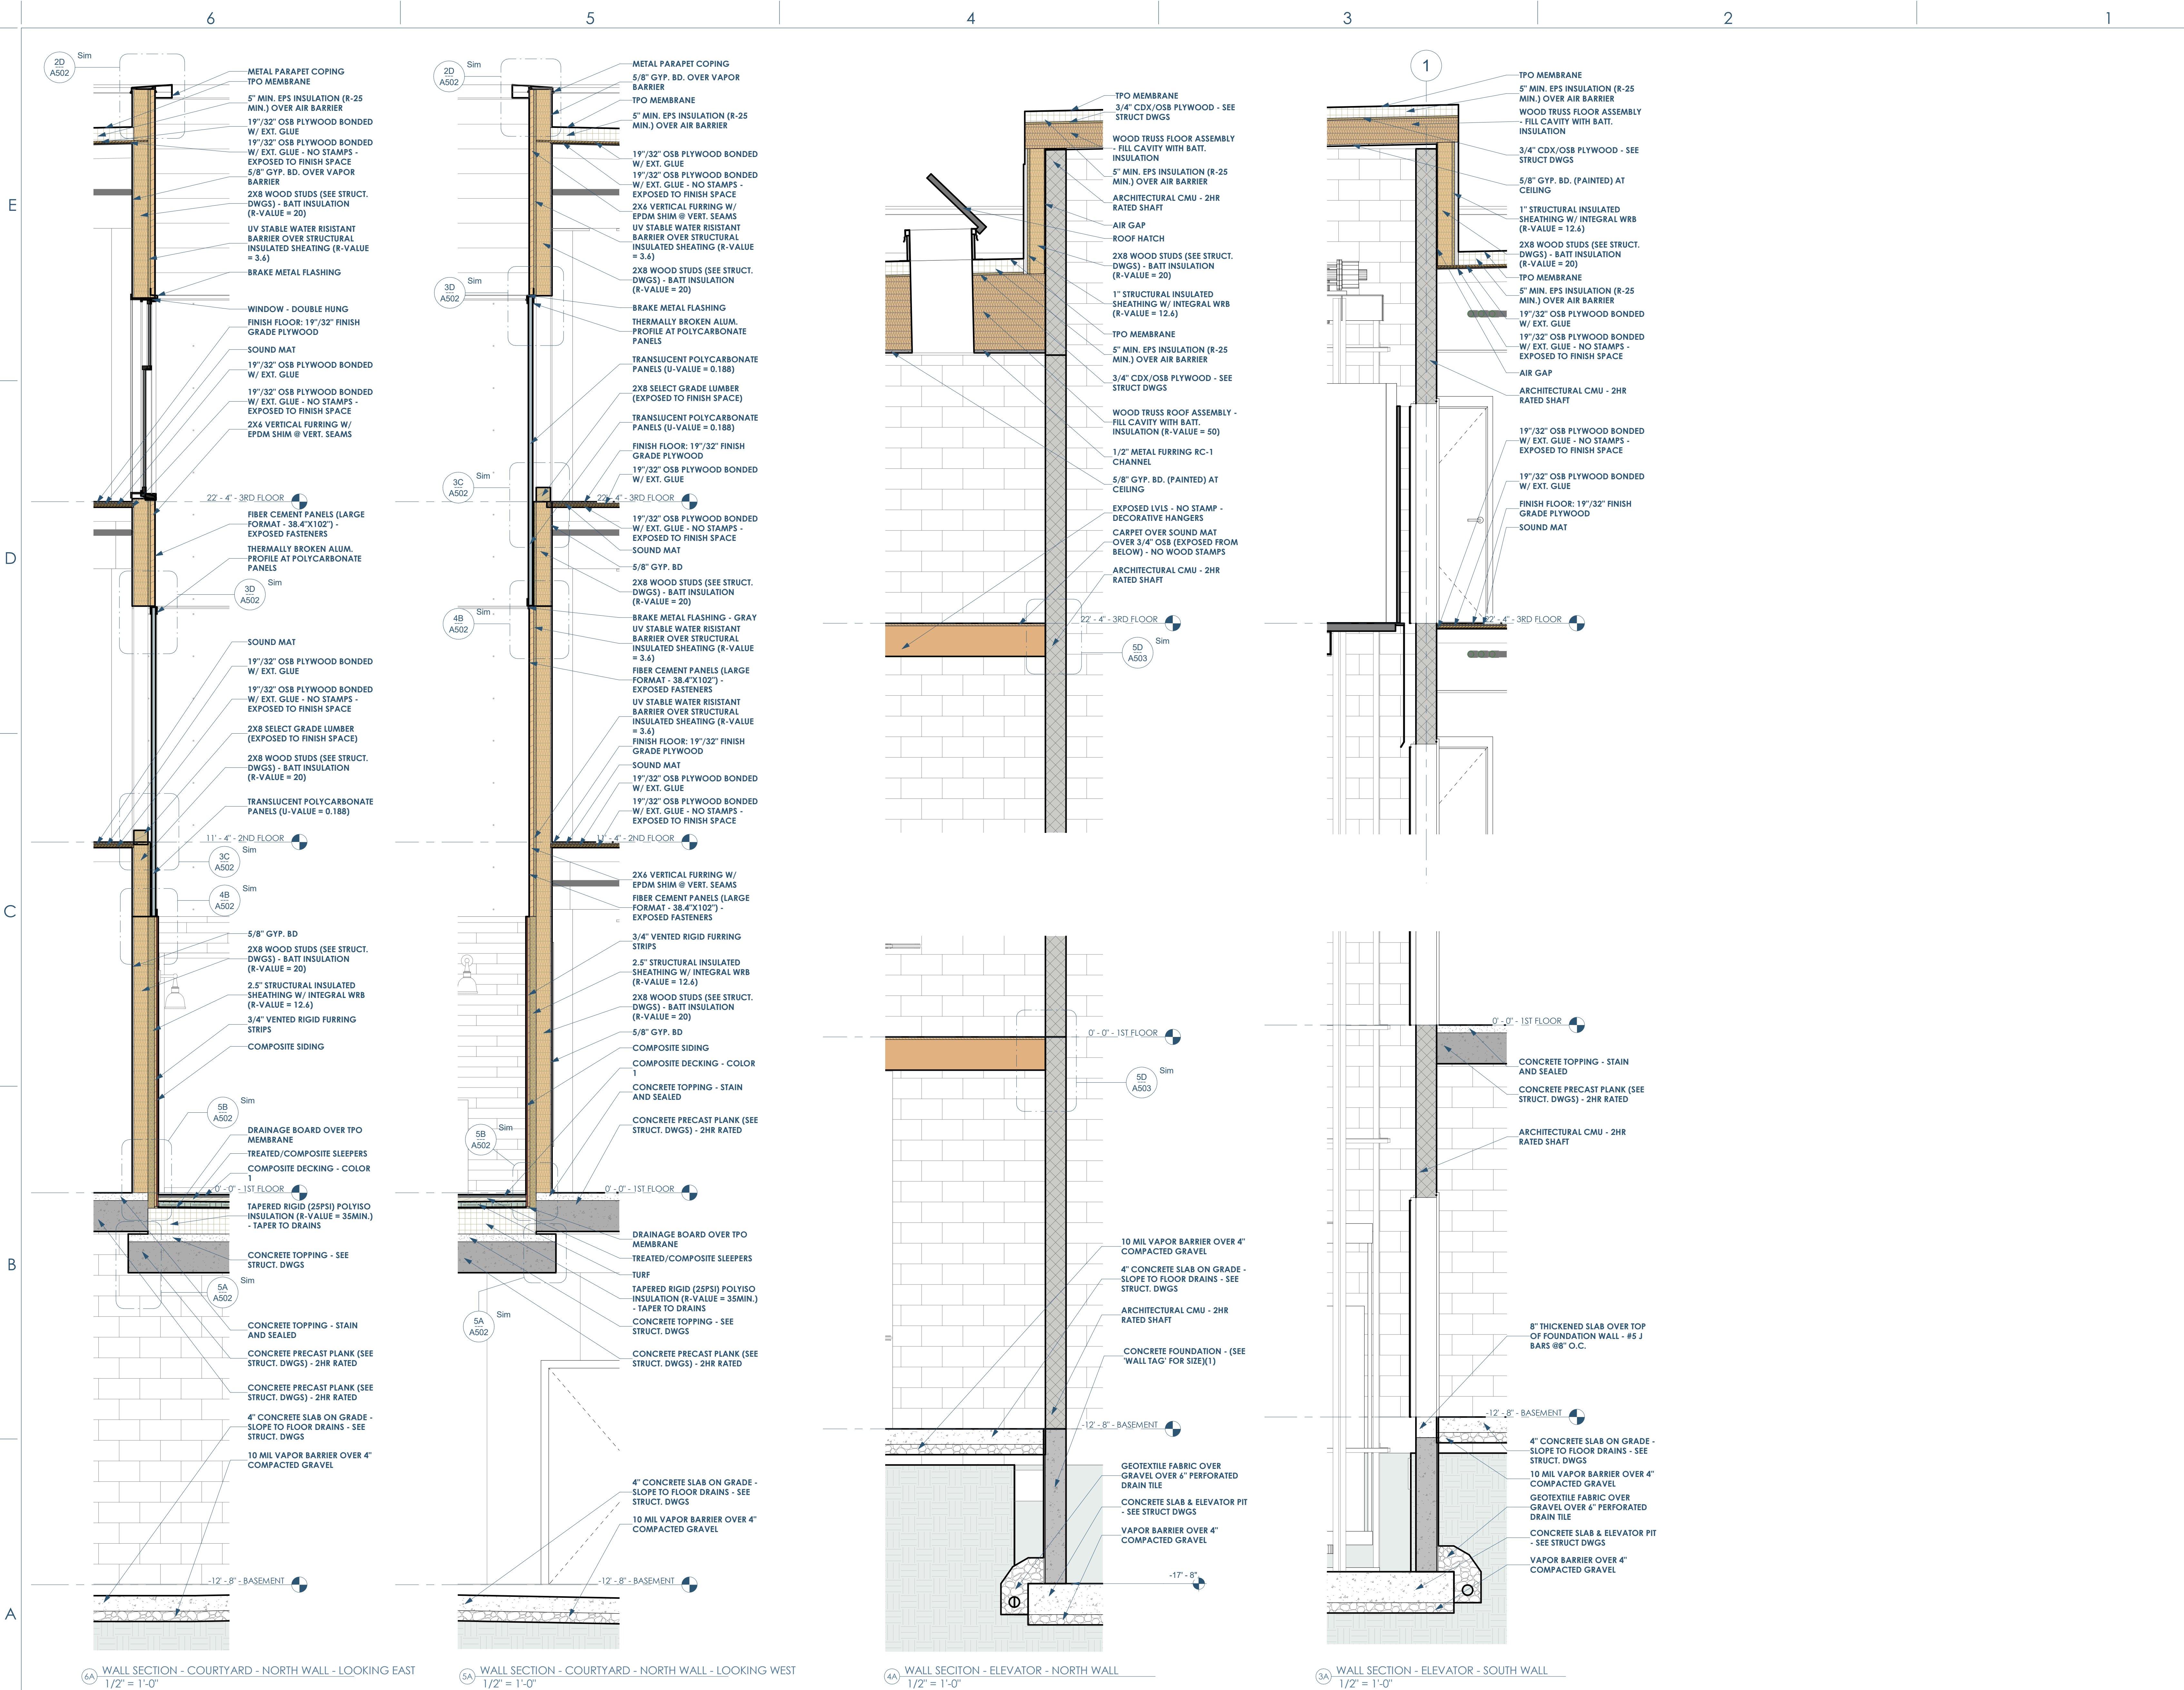 6
5
4
3
2
1
E
D
C
B
A
2D
A502
Sim
METAL PARAPET COPING
TPO MEMBRANE
5" MIN. EPS INSULATION (R-25
MIN.) OVER AIR BARRIER
19"/32" OSB PLYWOOD BONDED
W/ EXT. GLUE
19"/32" OSB PLYWOOD BONDED
W/ EXT. GLUE - NO STAMPS -
EXPOSED TO FINISH SPACE
5/8" GYP. BD. OVER VAPOR
BARRIER
2X8 WOOD STUDS (SEE STRUCT.
DWGS) - BATT INSULATION
(R-VALUE = 20)
UV STABLE WATER RISISTANT
BARRIER OVER STRUCTURAL
INSULATED SHEATING (R-VALUE
= 3.6)
BRAKE METAL FLASHING
WINDOW - DOUBLE HUNG
FINISH FLOOR: 19"/32" FINISH
GRADE PLYWOOD
SOUND MAT
19"/32" OSB PLYWOOD BONDED
W/ EXT. GLUE
19"/32" OSB PLYWOOD BONDED
W/ EXT. GLUE - NO STAMPS -
EXPOSED TO FINISH SPACE
2X6 VERTICAL FURRING W/
EPDM SHIM @ VERT. SEAMS
22' - 4" - 3RD FLOOR
FIBER CEMENT PANELS (LARGE
FORMAT - 38.4"X102") -
EXPOSED FASTENERS
THERMALLY BROKEN ALUM.
PROFILE AT POLYCARBONATE
PANELS
3D
A502
Sim
SOUND MAT
19"/32" OSB PLYWOOD BONDED
W/ EXT. GLUE
19"/32" OSB PLYWOOD BONDED
W/ EXT. GLUE - NO STAMPS -
EXPOSED TO FINISH SPACE
2X8 SELECT GRADE LUMBER
(EXPOSED TO FINISH SPACE)
2X8 WOOD STUDS (SEE STRUCT.
DWGS) - BATT INSULATION
(R-VALUE = 20)
TRANSLUCENT POLYCARBONATE
PANELS (U-VALUE = 0.188)
11' - 4" - 2ND FLOOR
3C
A502
Sim
4B
A502
Sim
5/8" GYP. BD
2X8 WOOD STUDS (SEE STRUCT.
DWGS) - BATT INSULATION
(R-VALUE = 20)
2.5" STRUCTURAL INSULATED
SHEATHING W/ INTEGRAL WRB
(R-VALUE = 12.6)
3/4" VENTED RIGID FURRING
STRIPS
COMPOSITE SIDING
5B
A502
Sim
DRAINAGE BOARD OVER TPO
MEMBRANE
TREATED/COMPOSITE SLEEPERS
COMPOSITE DECKING - COLOR
1
0' - 0" - 1ST FLOOR
TAPERED RIGID (25PSI) POLYISO
INSULATION (R-VALUE = 35MIN.)
- TAPER TO DRAINS
CONCRETE TOPPING - SEE
STRUCT. DWGS
5A
A502
Sim
CONCRETE TOPPING - STAIN
AND SEALED
CONCRETE PRECAST PLANK (SEE
STRUCT. DWGS) - 2HR RATED
CONCRETE PRECAST PLANK (SEE
STRUCT. DWGS) - 2HR RATED
4" CONCRETE SLAB ON GRADE -
SLOPE TO FLOOR DRAINS - SEE
STRUCT. DWGS
10 MIL VAPOR BARRIER OVER 4"
COMPACTED GRAVEL
-12' - 8" - BASEMENT
6A
WALL SECTION - COURTYARD - NORTH WALL - LOOKING EAST
1/2" = 1'-0"
2D
A502
Sim
METAL PARAPET COPING
5/8" GYP. BD. OVER VAPOR
BARRIER
TPO MEMBRANE
5" MIN. EPS INSULATION (R-25
MIN.) OVER AIR BARRIER
19"/32" OSB PLYWOOD BONDED
W/ EXT. GLUE
19"/32" OSB PLYWOOD BONDED
W/ EXT. GLUE - NO STAMPS -
EXPOSED TO FINISH SPACE
2X6 VERTICAL FURRING W/
EPDM SHIM @ VERT. SEAMS
UV STABLE WATER RISISTANT
BARRIER OVER STRUCTURAL
INSULATED SHEATING (R-VALUE
= 3.6)
2X8 WOOD STUDS (SEE STRUCT.
DWGS) - BATT INSULATION
(R-VALUE = 20)
3D
A502
Sim
BRAKE METAL FLASHING
THERMALLY BROKEN ALUM.
PROFILE AT POLYCARBONATE
PANELS
TRANSLUCENT POLYCARBONATE
PANELS (U-VALUE = 0.188)
2X8 SELECT GRADE LUMBER
(EXPOSED TO FINISH SPACE)
TRANSLUCENT POLYCARBONATE
PANELS (U-VALUE = 0.188)
FINISH FLOOR: 19"/32" FINISH
GRADE PLYWOOD
19"/32" OSB PLYWOOD BONDED
W/ EXT. GLUE
3C
A502
Sim
22' - 4" - 3RD FLOOR
19"/32" OSB PLYWOOD BONDED
W/ EXT. GLUE - NO STAMPS -
EXPOSED TO FINISH SPACE
SOUND MAT
5/8" GYP. BD
2X8 WOOD STUDS (SEE STRUCT.
DWGS) - BATT INSULATION
(R-VALUE = 20)
4B
A502
Sim
BRAKE METAL FLASHING - GRAY
UV STABLE WATER RISISTANT
BARRIER OVER STRUCTURAL
INSULATED SHEATING (R-VALUE
= 3.6)
FIBER CEMENT PANELS (LARGE
FORMAT - 38.4"X102") -
EXPOSED FASTENERS
UV STABLE WATER RISISTANT
BARRIER OVER STRUCTURAL
INSULATED SHEATING (R-VALUE
= 3.6)
FINISH FLOOR: 19"/32" FINISH
GRADE PLYWOOD
SOUND MAT
19"/32" OSB PLYWOOD BONDED
W/ EXT. GLUE
19"/32" OSB PLYWOOD BONDED
W/ EXT. GLUE - NO STAMPS -
EXPOSED TO FINISH SPACE
11' - 4" - 2ND FLOOR
2X6 VERTICAL FURRING W/
EPDM SHIM @ VERT. SEAMS
FIBER CEMENT PANELS (LARGE
FORMAT - 38.4"X102") -
EXPOSED FASTENERS
3/4" VENTED RIGID FURRING
STRIPS
2.5" STRUCTURAL INSULATED
SHEATHING W/ INTEGRAL WRB
(R-VALUE = 12.6)
2X8 WOOD STUDS (SEE STRUCT.
DWGS) - BATT INSULATION
(R-VALUE = 20)
5/8" GYP. BD
COMPOSITE SIDING
COMPOSITE DECKING - COLOR
1
CONCRETE TOPPING - STAIN
AND SEALED
CONCRETE PRECAST PLANK (SEE
STRUCT. DWGS) - 2HR RATED
5B
A502
Sim
0' - 0" - 1ST FLOOR
DRAINAGE BOARD OVER TPO
MEMBRANE
TREATED/COMPOSITE SLEEPERS
TURF
TAPERED RIGID (25PSI) POLYISO
INSULATION (R-VALUE = 35MIN.)
- TAPER TO DRAINS
CONCRETE TOPPING - SEE
STRUCT. DWGS
5A
A502
Sim
CONCRETE PRECAST PLANK (SEE
STRUCT. DWGS) - 2HR RATED
4" CONCRETE SLAB ON GRADE -
SLOPE TO FLOOR DRAINS - SEE
STRUCT. DWGS
10 MIL VAPOR BARRIER OVER 4"
COMPACTED GRAVEL
-12' - 8" - BASEMENT
5A
WALL SECTION - COURTYARD - NORTH WALL - LOOKING WEST
1/2" = 1'-0"
TPO MEMBRANE
3/4" CDX/OSB PLYWOOD - SEE
STRUCT DWGS
WOOD TRUSS FLOOR ASSEMBLY
- FILL CAVITY WITH BATT.
INSULATION
5" MIN. EPS INSULATION (R-25
MIN.) OVER AIR BARRIER
ARCHITECTURAL CMU - 2HR
RATED SHAFT
AIR GAP
ROOF HATCH
2X8 WOOD STUDS (SEE STRUCT.
DWGS) - BATT INSULATION
(R-VALUE = 20)
1" STRUCTURAL INSULATED
SHEATHING W/ INTEGRAL WRB
(R-VALUE = 12.6)
TPO MEMBRANE
5" MIN. EPS INSULATION (R-25
MIN.) OVER AIR BARRIER
3/4" CDX/OSB PLYWOOD - SEE
STRUCT DWGS
WOOD TRUSS ROOF ASSEMBLY -
FILL CAVITY WITH BATT.
INSULATION (R-VALUE = 50)
1/2" METAL FURRING RC-1
CHANNEL
5/8" GYP. BD. (PAINTED) AT
CEILING
EXPOSED LVLS - NO STAMP -
DECORATIVE HANGERS
CARPET OVER SOUND MAT
OVER 3/4" OSB (EXPOSED FROM
BELOW) - NO WOOD STAMPS
ARCHITECTURAL CMU - 2HR
RATED SHAFT
22' - 4" - 3RD FLOOR
5D
A503
Sim
0' - 0" - 1ST FLOOR
5D
A503
Sim
10 MIL VAPOR BARRIER OVER 4"
COMPACTED GRAVEL
4" CONCRETE SLAB ON GRADE -
SLOPE TO FLOOR DRAINS - SEE
STRUCT. DWGS
ARCHITECTURAL CMU - 2HR
RATED SHAFT
CONCRETE FOUNDATION - (SEE
'WALL TAG' FOR SIZE)(1)
-12' - 8" - BASEMENT
GEOTEXTILE FABRIC OVER
GRAVEL OVER 6" PERFORATED
DRAIN TILE
CONCRETE SLAB & ELEVATOR PIT
- SEE STRUCT DWGS
VAPOR BARRIER OVER 4"
COMPACTED GRAVEL
-17' - 8"
4A
WALL SECITON - ELEVATOR - NORTH WALL
1/2" = 1'-0"
1
TPO MEMBRANE
5" MIN. EPS INSULATION (R-25
MIN.) OVER AIR BARRIER
WOOD TRUSS FLOOR ASSEMBLY
- FILL CAVITY WITH BATT.
INSULATION
3/4" CDX/OSB PLYWOOD - SEE
STRUCT DWGS
5/8" GYP. BD. (PAINTED) AT
CEILING
1" STRUCTURAL INSULATED
SHEATHING W/ INTEGRAL WRB
(R-VALUE = 12.6)
2X8 WOOD STUDS (SEE STRUCT.
DWGS) - BATT INSULATION
(R-VALUE = 20)
TPO MEMBRANE
5" MIN. EPS INSULATION (R-25
MIN.) OVER AIR BARRIER
19"/32" OSB PLYWOOD BONDED
W/ EXT. GLUE
19"/32" OSB PLYWOOD BONDED
W/ EXT. GLUE - NO STAMPS -
EXPOSED TO FINISH SPACE
AIR GAP
ARCHITECTURAL CMU - 2HR
RATED SHAFT
19"/32" OSB PLYWOOD BONDED
W/ EXT. GLUE - NO STAMPS -
EXPOSED TO FINISH SPACE
19"/32" OSB PLYWOOD BONDED
W/ EXT. GLUE
FINISH FLOOR: 19"/32" FINISH
GRADE PLYWOOD
SOUND MAT
22' - 4" - 3RD FLOOR
0' - 0" - 1ST FLOOR
CONCRETE TOPPING - STAIN
AND SEALED
CONCRETE PRECAST PLANK (SEE
STRUCT. DWGS) - 2HR RATED
ARCHITECTURAL CMU - 2HR
RATED SHAFT
8" THICKENED SLAB OVER TOP
OF FOUNDATION WALL - #5 J
BARS @8" O.C.
-12' - 8" - BASEMENT
4" CONCRETE SLAB ON GRADE -
SLOPE TO FLOOR DRAINS - SEE
STRUCT. DWGS
10 MIL VAPOR BARRIER OVER 4"
COMPACTED GRAVEL
GEOTEXTILE FABRIC OVER
GRAVEL OVER 6" PERFORATED
DRAIN TILE
CONCRETE SLAB & ELEVATOR PIT
- SEE STRUCT DWGS
VAPOR BARRIER OVER 4"
COMPACTED GRAVEL
3A
WALL SECTION - ELEVATOR - SOUTH WALL
1/2" = 1'-0"